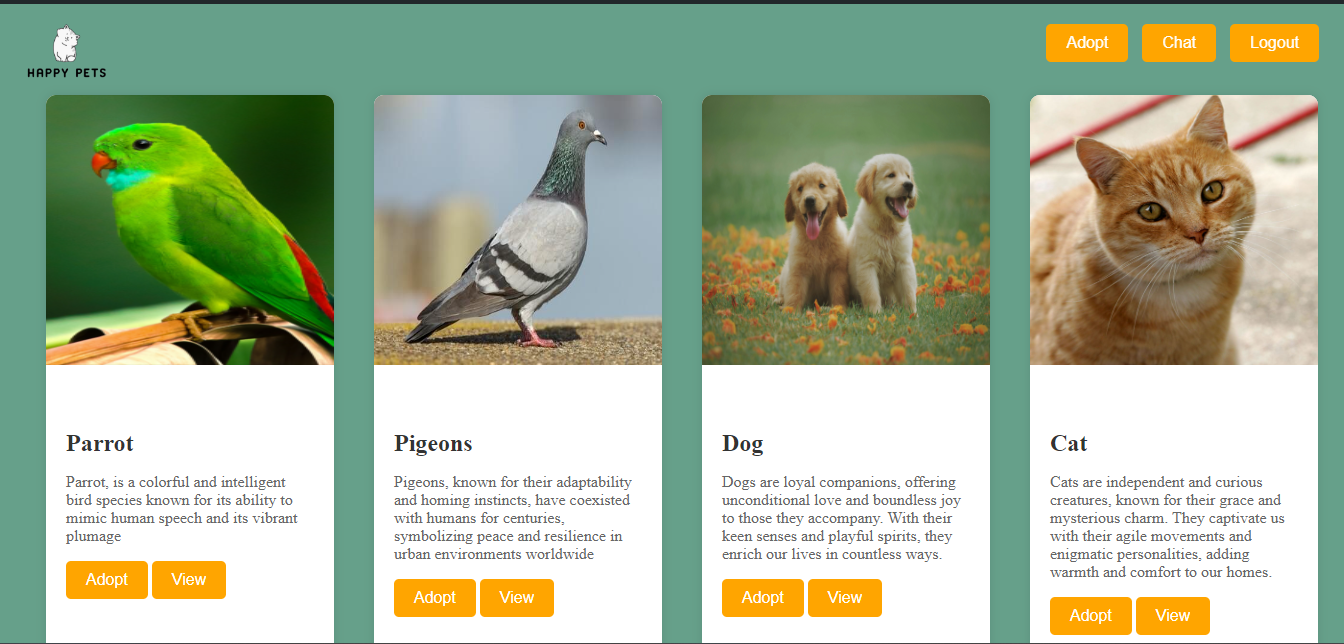 HAPPY PETS
Adopt
Chat
Logout
Parrot
Parrot, is a colorful and intelligent
bird species known for its ability to
mimic human speech and its vibrant
plumage
Adopt
View
Pigeons
Pigeons, known for their adaptability
and homing instincts, have coexisted
with humans for centuries,
symbolizing peace and resilience in
urban environments worldwide
Adopt
View
Dog
Dogs are loyal companions, offering
unconditional love and boundless joy
to those they accompany. With their
keen senses and playful spirits, they
enrich our lives in countless ways.
Adopt
View
Cat
Cats are independent and curious
creatures, known for their grace and
mysterious charm. They captivate us
with their agile movements and
enigmatic personalities, adding
warmth and comfort to our homes.
Adopt
View